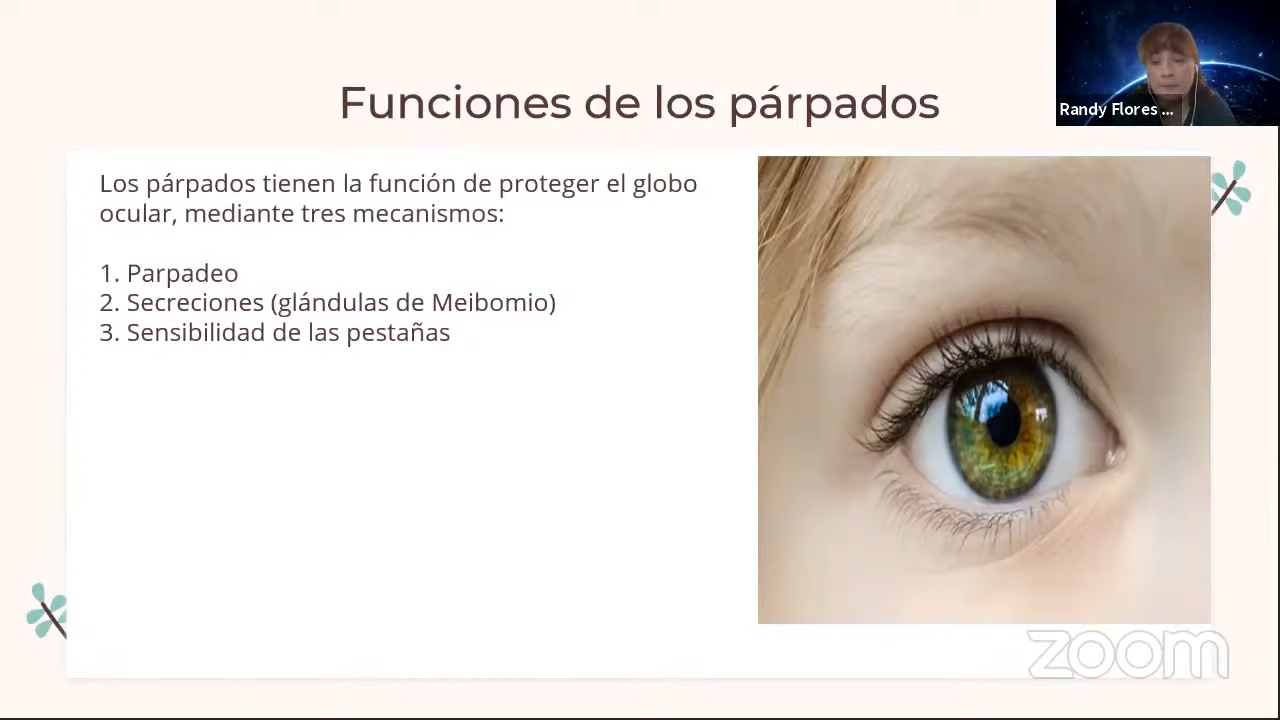 Funciones de los párpados
Randy Flores ...
Los párpados tienen la función de proteger el globo
ocular, mediante tres mecanismos:
1. Parpadeo
2. Secreciones (glándulas de Meibomio)
3. Sensibilidad de las pestañas
zoom